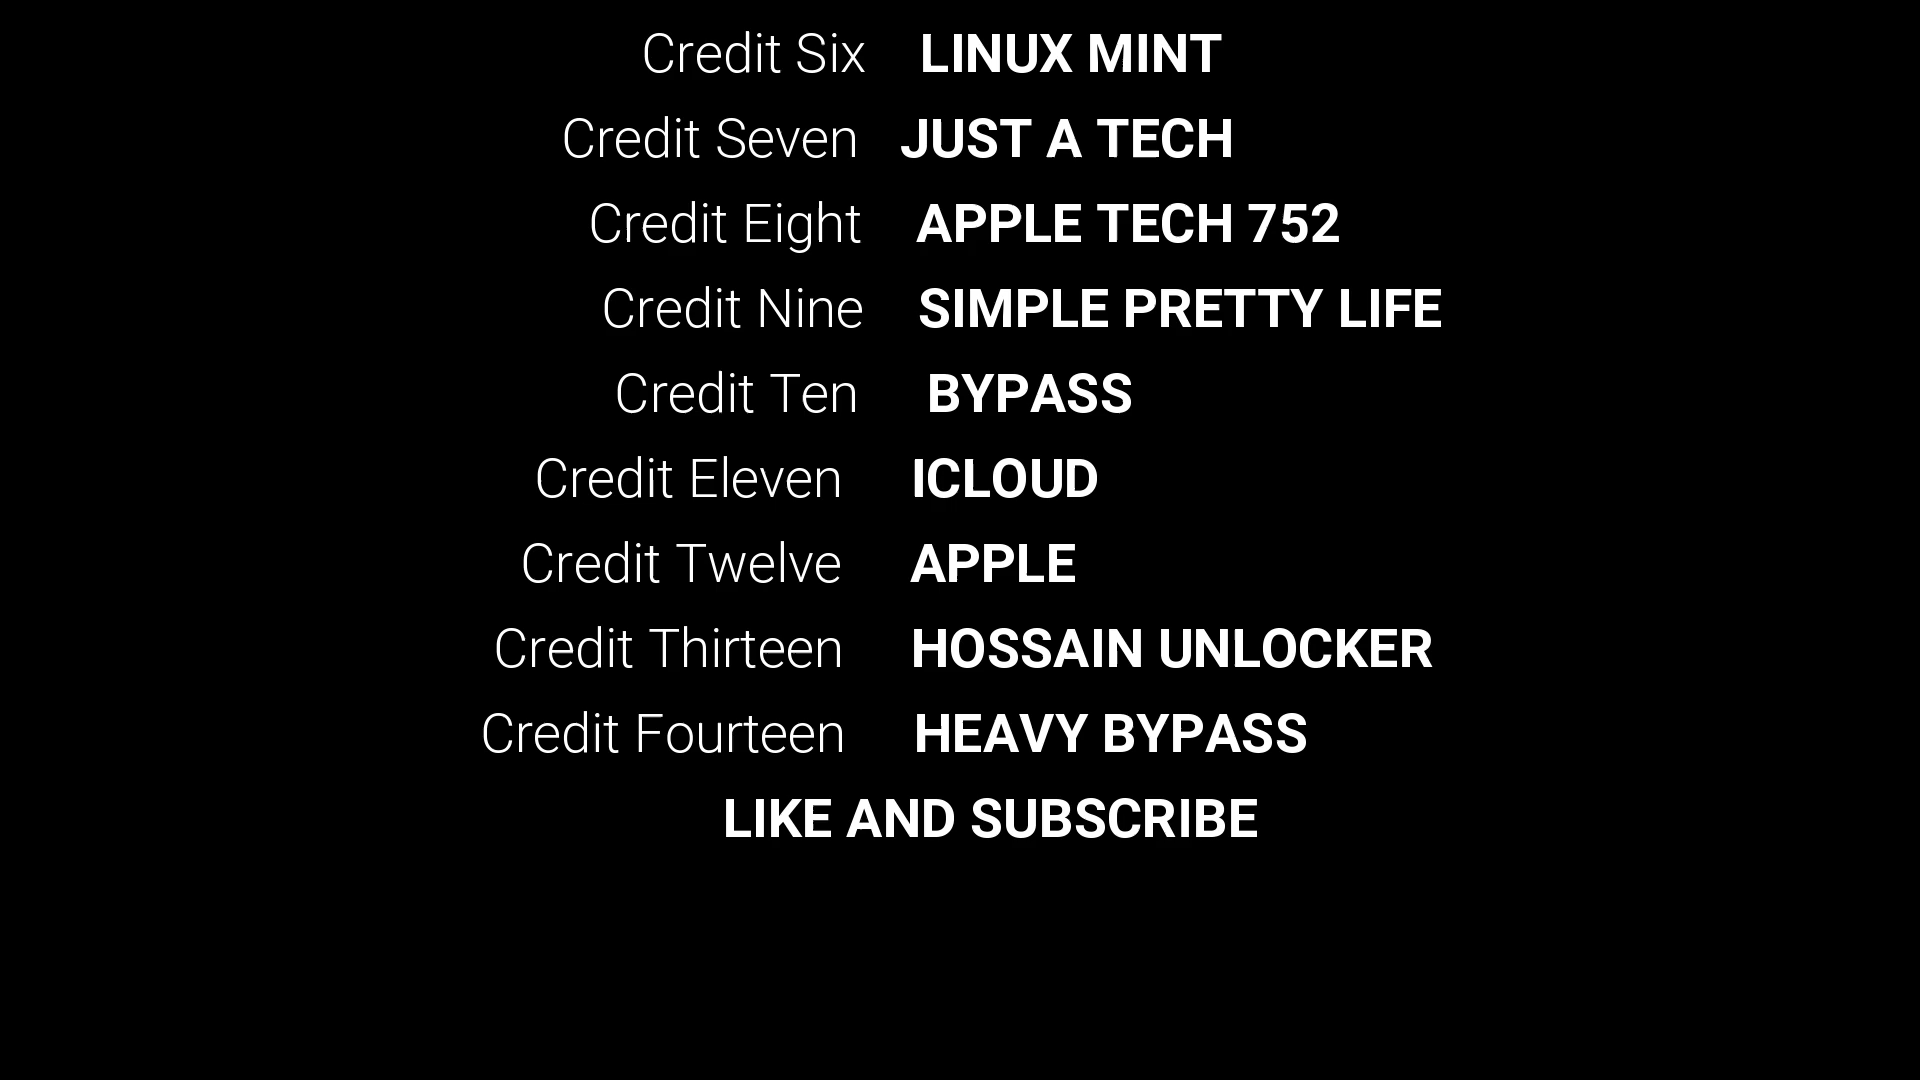 Credit Six LINUX MINT
Credit Seven JUST A TECH
Credit Eight APPLE TECH 752
Credit Nine SIMPLE PRETTY LIFE
Credit Ten BYPASS
Credit Eleven ICLOUD
Credit Twelve APPLE
Credit Thirteen HOSSAIN UNLOCKER
Credit Fourteen HEAVY BYPASS
LIKE AND SUBSCRIBE